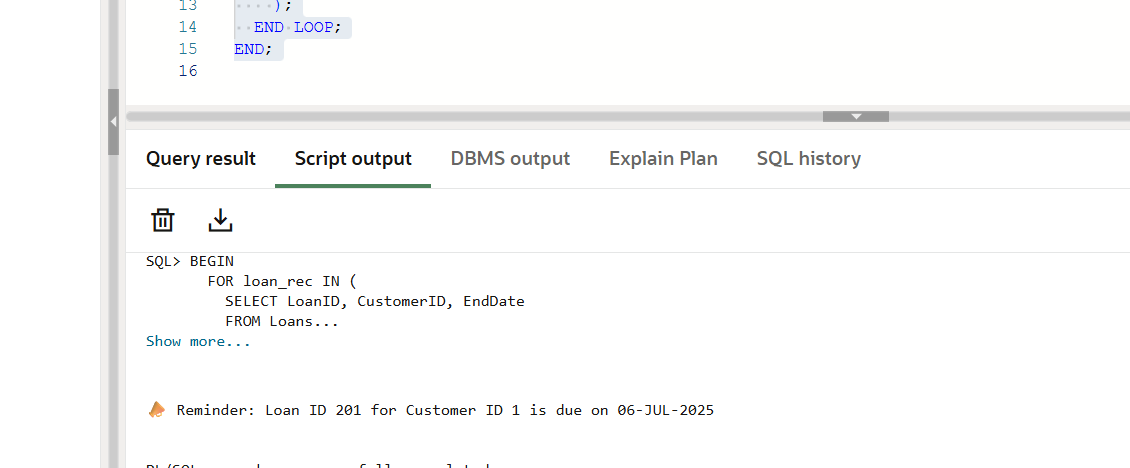 13 );
14 END LOOP;
15 END;
16
Query result Script output DBMS output Explain Plan SQL history
SQL> BEGIN
FOR loan_rec IN (
SELECT LoanID, CustomerID, EndDate
FROM Loans...
Show more...
Reminder: Loan ID 201 for Customer ID 1 is due on 06-JUL-2025